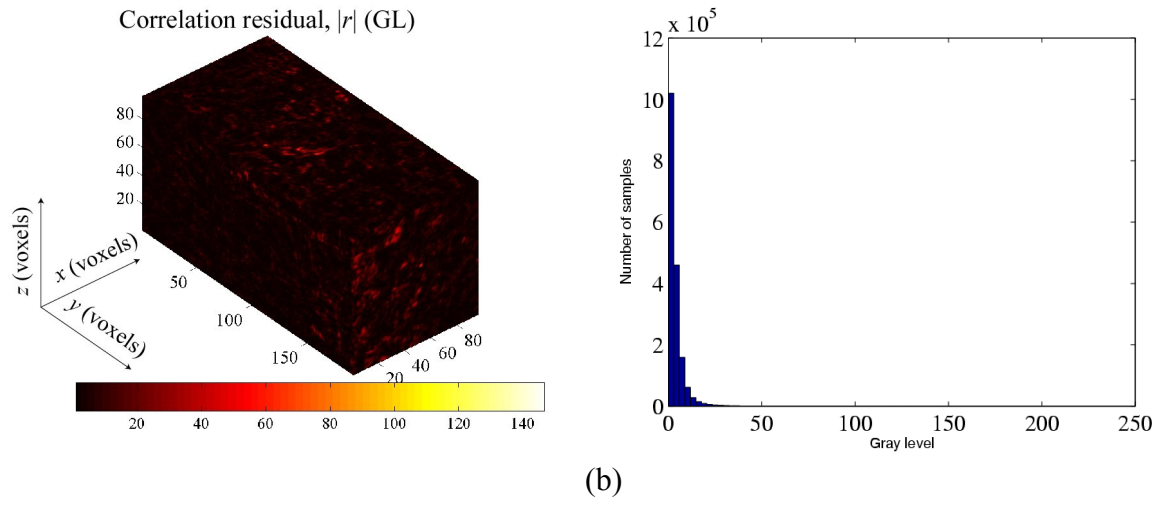 Correlation residual, |r| (GL)
80
60
40
20
z (voxels)
x (voxels)
y (voxels)
50
100
150
20
40
60
80
20 40 60 80 100 120 140
x 10⁵
12
10
8
6
4
2
0
Number of samples
0 50 100 150 200 250
Gray level
(b)